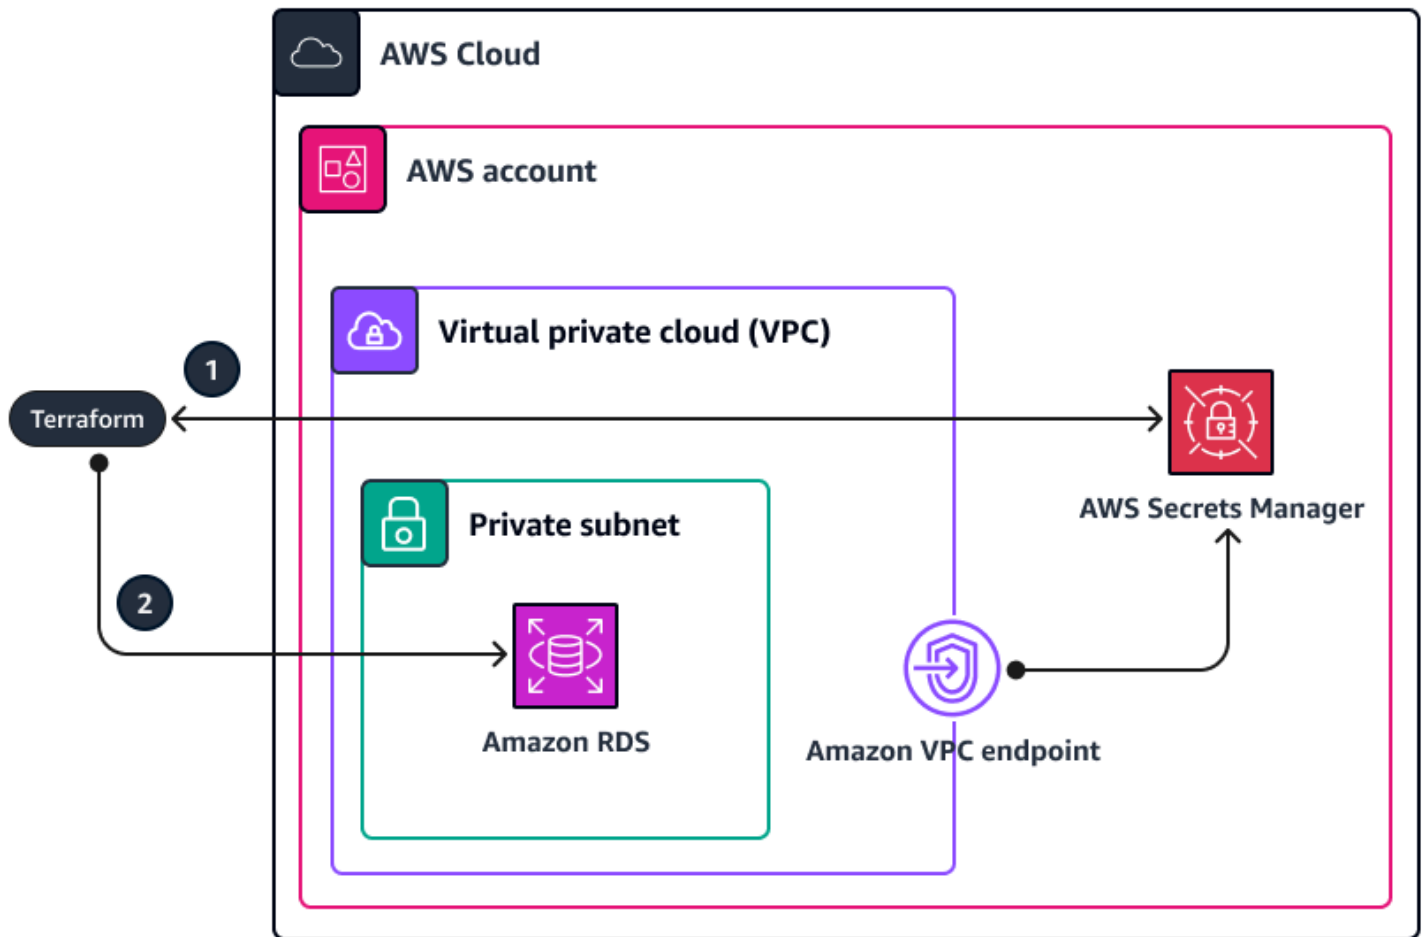 AWS Cloud
AWS account
Virtual private cloud (VPC)
1
Terraform
AWS Secrets Manager
Private subnet
2
Amazon RDS
Amazon VPC endpoint